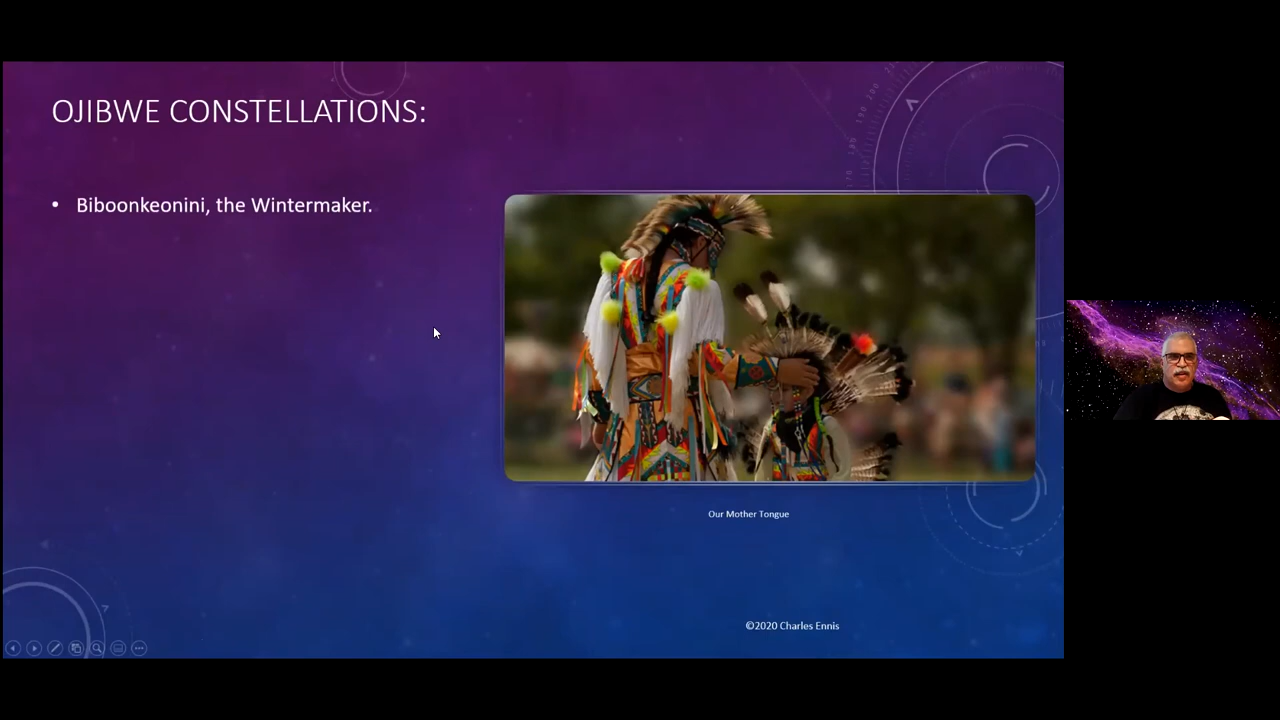 OJIBWE CONSTELLATIONS:
• Biboonkeonini, the Wintermaker.
Our Mother Tongue
©2020 Charles Ennis